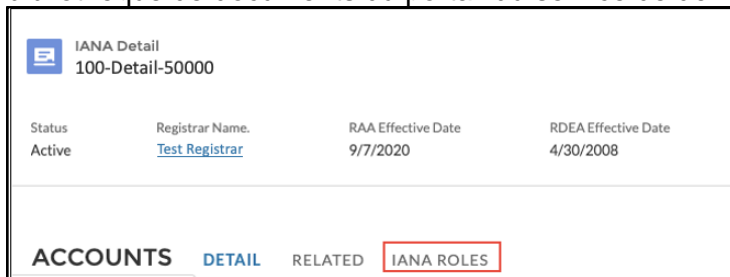 IANA Detail
100-Detail-50000
Status Registrar Name. RAA Effective Date RDEA Effective Date
Active Test Registrar 9/7/2020 4/30/2008
ACCOUNTS DETAIL RELATED IANA ROLES